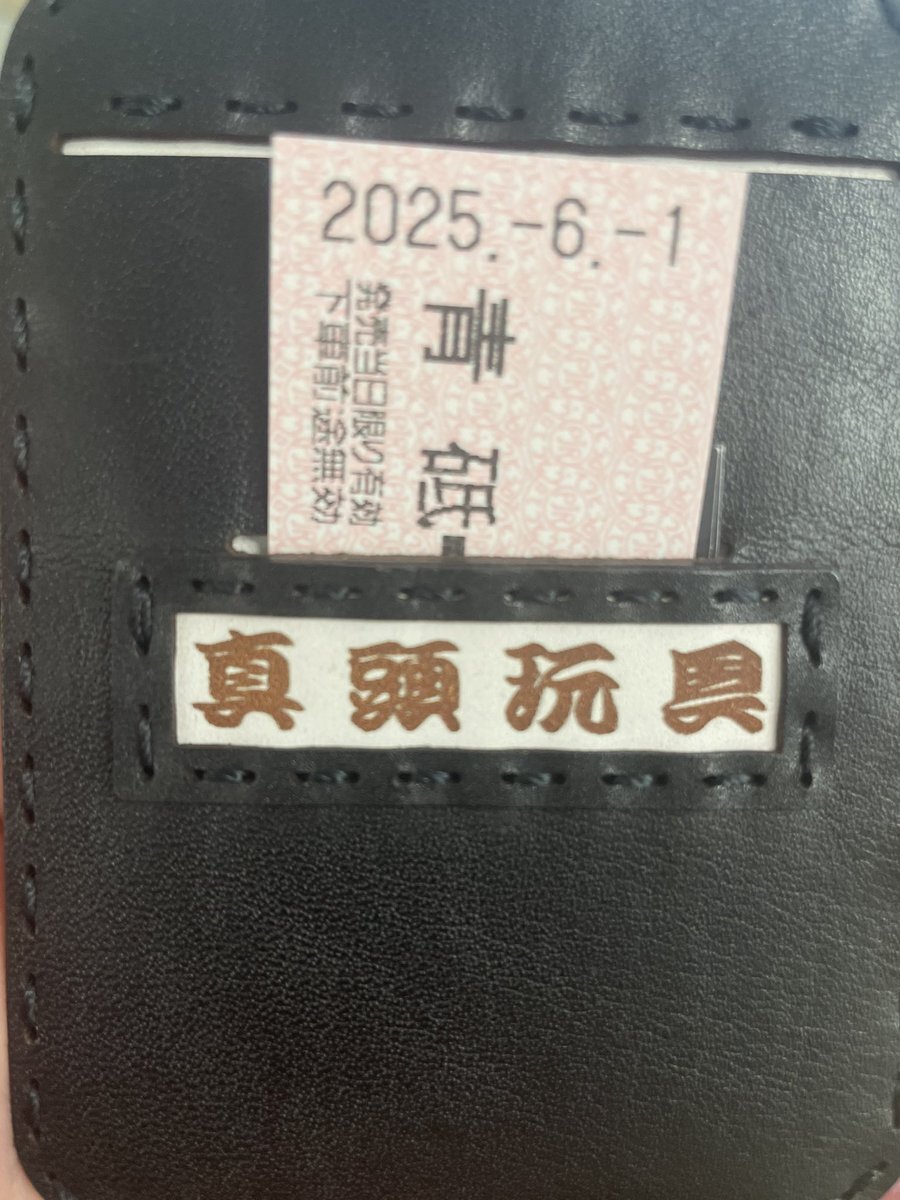 2025.-6.-1
青砥
発売当日限り有効
下車前途無効
真頭玩具